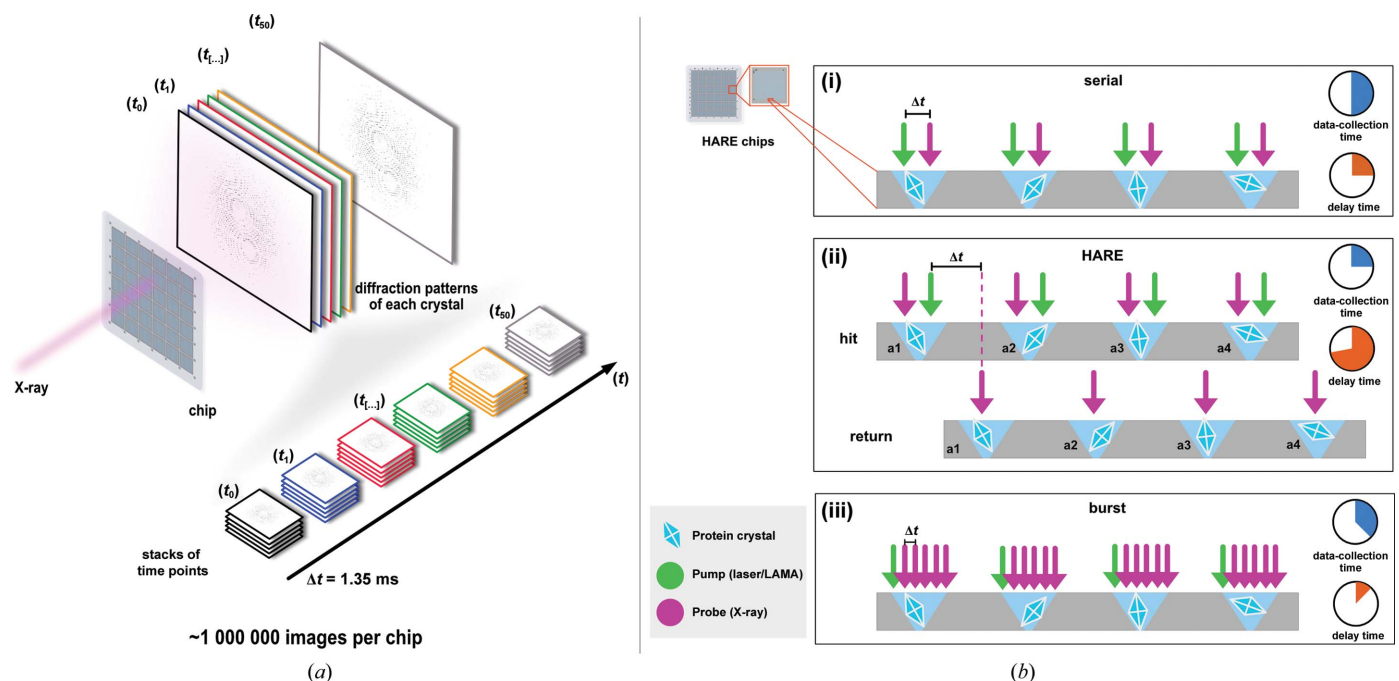 (t50)
(t[...])
(t1)
(t0)
diffraction patterns
of each crystal
X-ray
chip
(t50)
(t)
(t[...])
(t1)
(t0)
stacks of
time points
Δt = 1.35 ms
~1 000 000 images per chip
(a)
HARE chips
(i)
serial
Δt
data-collection
time
delay time
(ii)
HARE
Δt
data-collection
time
hit
a1
a2
a3
a4
delay time
return
a1
a2
a3
a4
(iii)
burst
Δt
data-collection
time
delay time
Protein crystal
Pump (laser/LAMA)
Probe (X-ray)
(b)